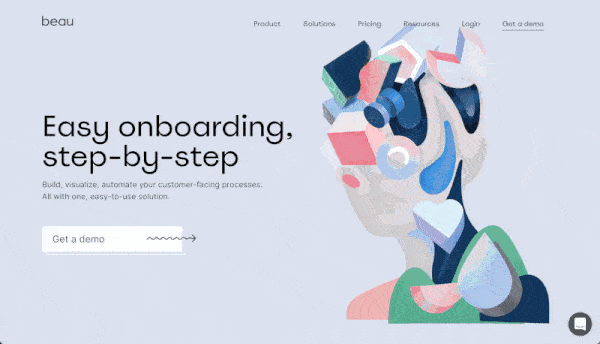 beau
Product Solutions Pricing Resources Login Get a demo
Easy onboarding,
step-by-step
Build, visualize, automate your customer-facing processes.
All with one, easy-to-use solution.
Get a demo